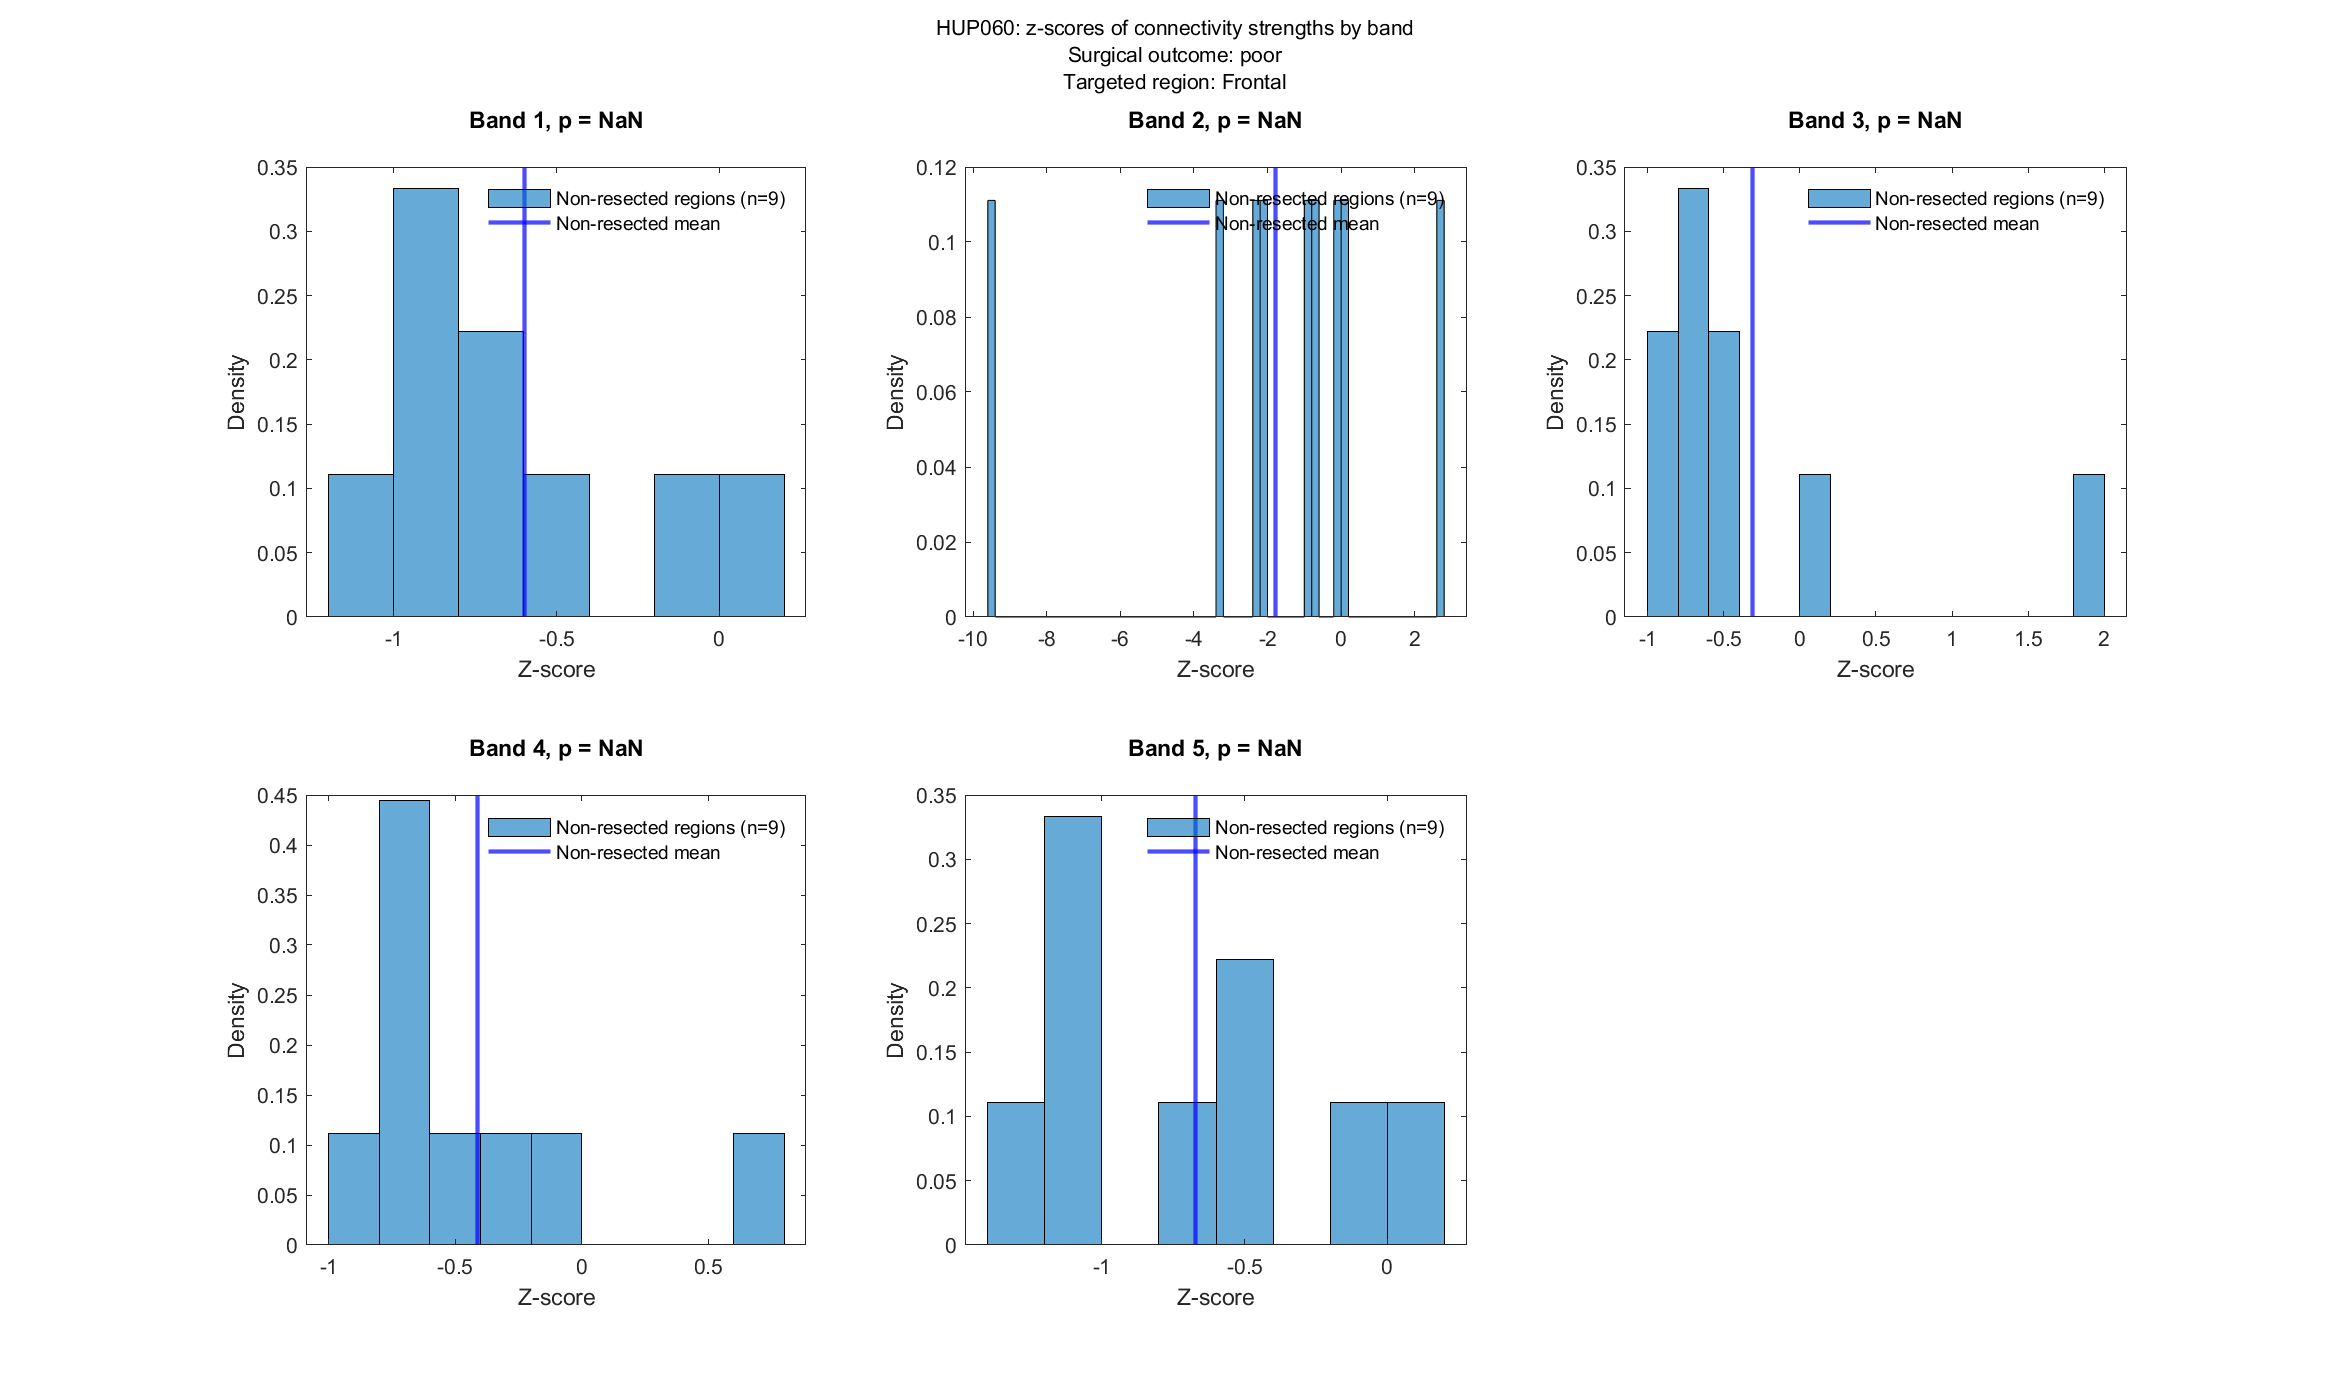 HUP060: z-scores of connectivity strengths by band
Surgical outcome: poor
Targeted region: Frontal
Band 1, p = NaN
0.35
0.3
0.25
0.2
0.15
0.1
0.05
0
Density
-1
-0.5
0
Z-score
Non-resected regions (n=9)
Non-resected mean
Band 2, p = NaN
0.12
0.1
0.08
0.06
0.04
0.02
0
Density
-10
-8
-6
-4
-2
0
2
Z-score
Non-resected regions (n=9)
Non-resected mean
Band 3, p = NaN
0.35
0.3
0.25
0.2
0.15
0.1
0.05
0
Density
-1
-0.5
0
0.5
1
1.5
2
Z-score
Non-resected regions (n=9)
Non-resected mean
Band 4, p = NaN
0.45
0.4
0.35
0.3
0.25
0.2
0.15
0.1
0.05
0
Density
-1
-0.5
0
0.5
Z-score
Non-resected regions (n=9)
Non-resected mean
Band 5, p = NaN
0.35
0.3
0.25
0.2
0.15
0.1
0.05
0
Density
-1
-0.5
0
Z-score
Non-resected regions (n=9)
Non-resected mean